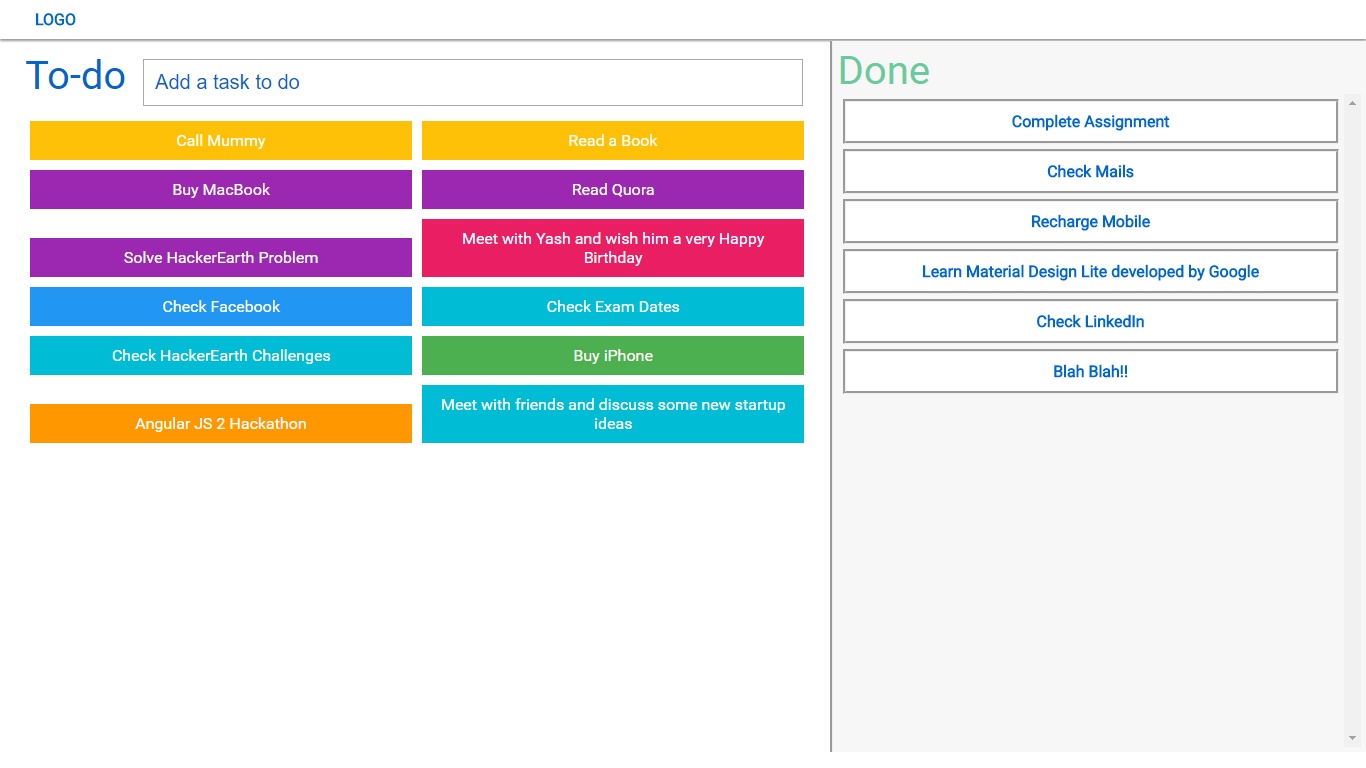 LOGO
To-do
Add a task to do
Call Mummy
Read a Book
Buy MacBook
Read Quora
Solve HackerEarth Problem
Meet with Yash and wish him a very Happy
Birthday
Check Facebook
Check Exam Dates
Check HackerEarth Challenges
Buy iPhone
Angular JS 2 Hackathon
Meet with friends and discuss some new startup
ideas
Done
Complete Assignment
Check Mails
Recharge Mobile
Learn Material Design Lite developed by Google
Check LinkedIn
Blah Blah!!